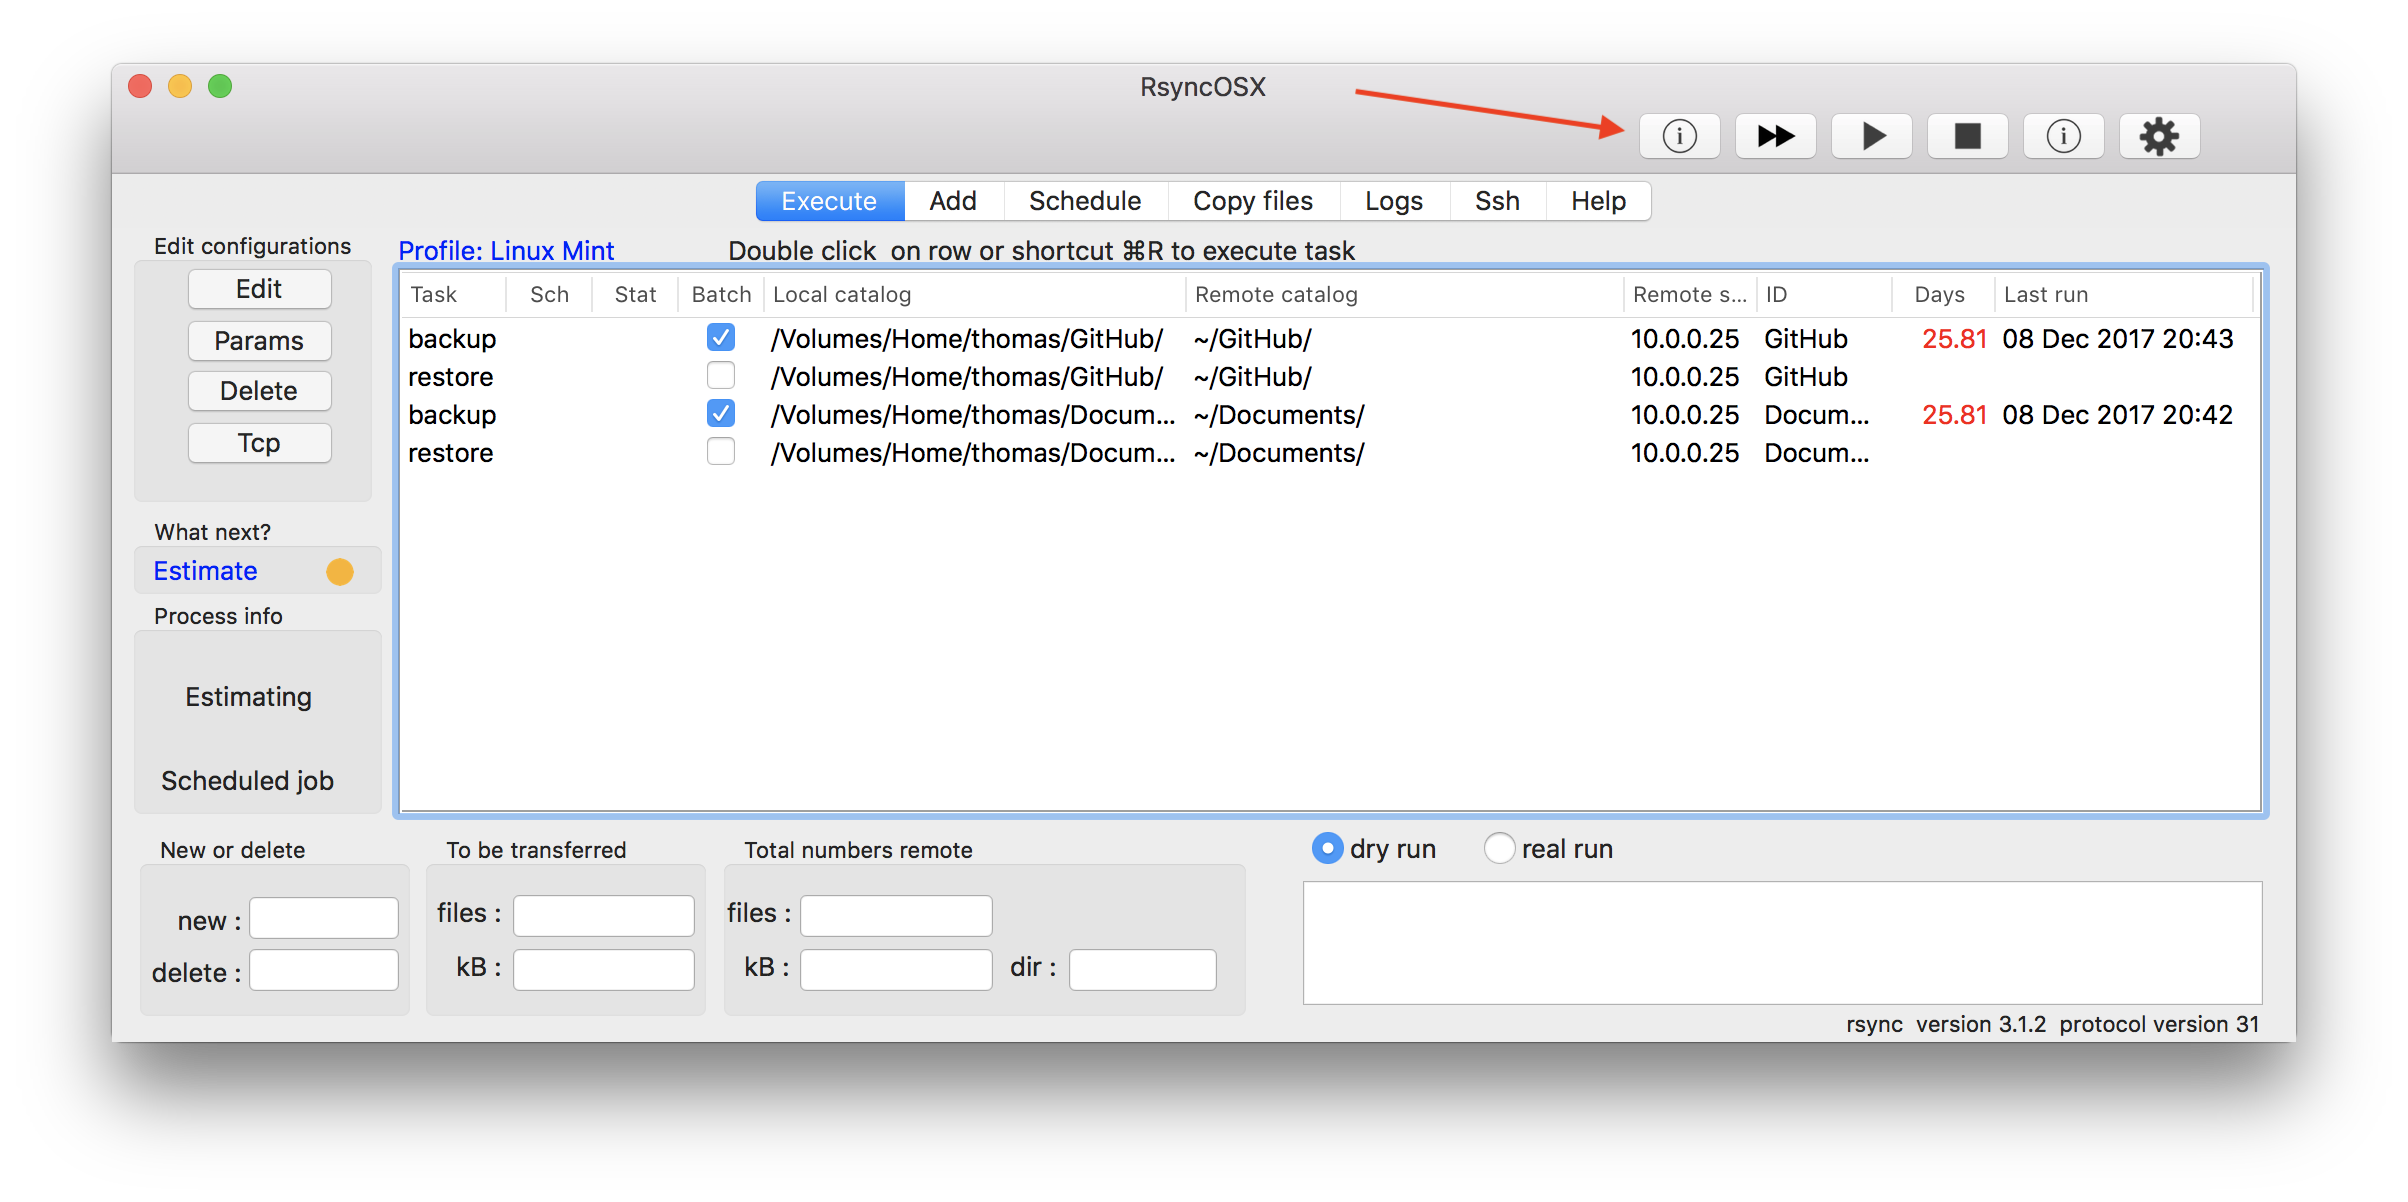 RsyncOSX
Execute Add Schedule Copy files Logs Ssh Help
Edit configurations
Edit
Params
Delete
Tcp
What next?
Estimate
Process info
Estimating
Scheduled job
Profile: Linux Mint Double click on row or shortcut ⌘R to execute task
Task Sch Stat Batch Local catalog Remote catalog Remote s... ID Days Last run
backup /Volumes/Home/thomas/GitHub/ ~/GitHub/ 10.0.0.25 GitHub 25.81 08 Dec 2017 20:43
restore /Volumes/Home/thomas/GitHub/ ~/GitHub/ 10.0.0.25 GitHub
backup /Volumes/Home/thomas/Docum... ~/Documents/ 10.0.0.25 Docum... 25.81 08 Dec 2017 20:42
restore /Volumes/Home/thomas/Docum... ~/Documents/ 10.0.0.25 Docum...
New or delete
new :
delete :
To be transferred
files :
kB :
Total numbers remote
files :
kB : dir :
dry run real run
rsync version 3.1.2 protocol version 31